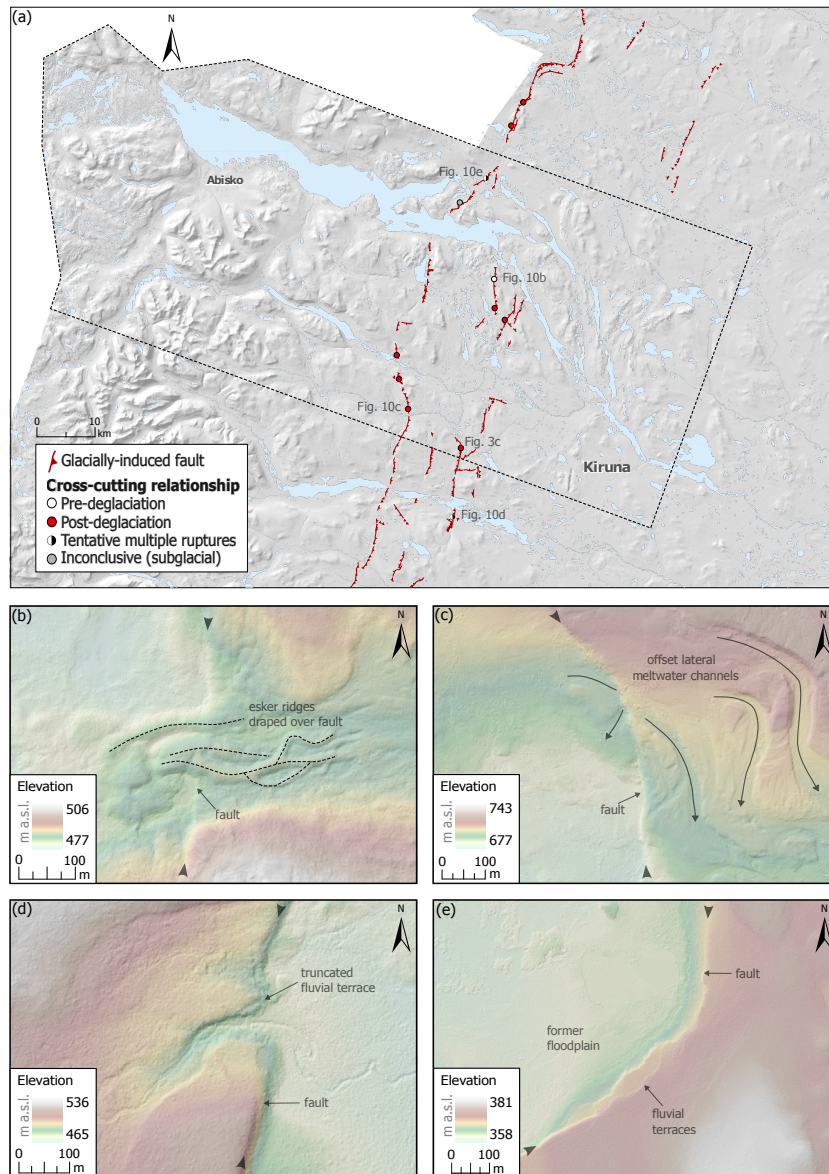 (a)
N
Abisko
Fig. 10e
Fig. 10b
Fig. 10c
Fig. 3c
Kiruna
Fig. 10d
0 10
km
Glacially-induced fault
Cross-cutting relationship
Pre-deglaciation
Post-deglaciation
Tentative multiple ruptures
Inconclusive (subglacial)
(b)
N
esker ridges
draped over fault
fault
Elevation
m a.s.l.
506
477
0 100
m
(c)
N
offset lateral
meltwater channels
fault
Elevation
m a.s.l.
743
677
0 100
m
(d)
N
truncated
fluvial terrace
fault
Elevation
m a.s.l.
536
465
0 100
m
(e)
N
fault
former
floodplain
fluvial
terraces
Elevation
m a.s.l.
381
358
0 100
m